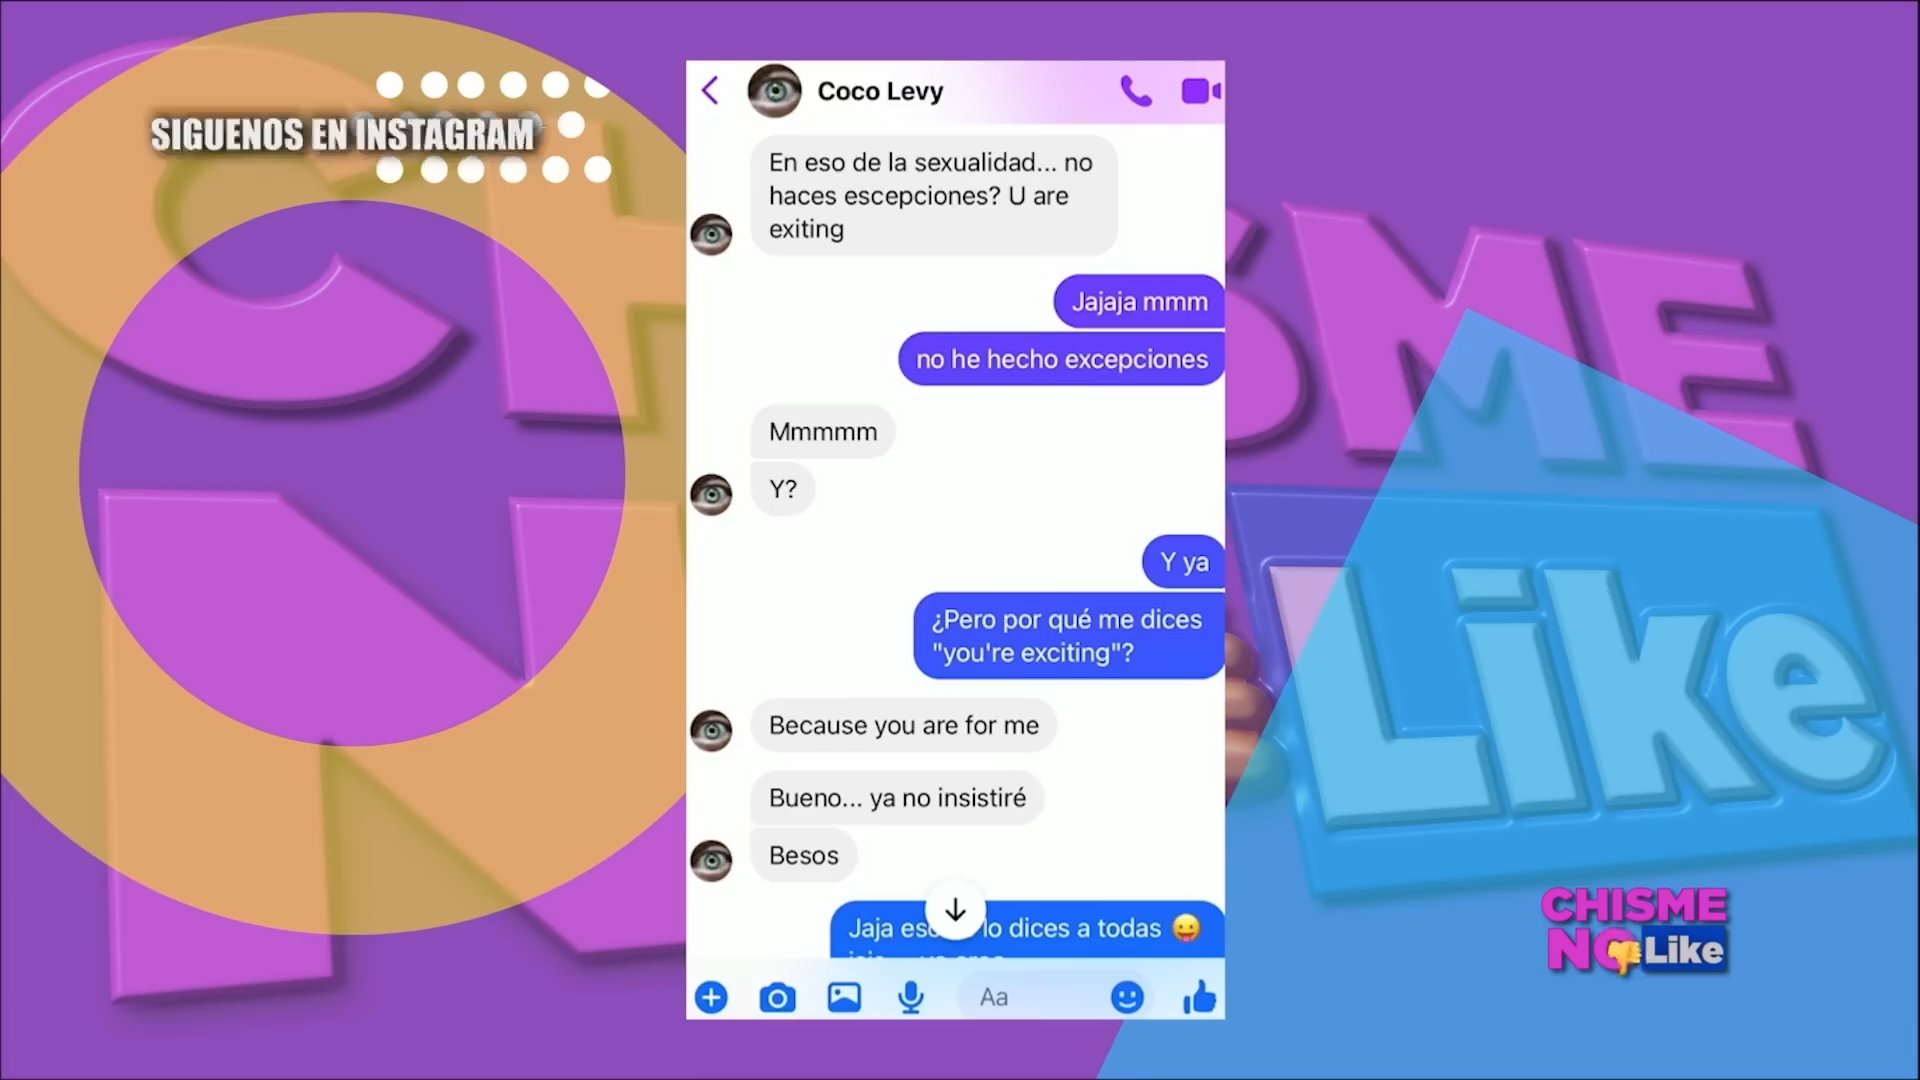 SIGUENOS EN INSTAGRAM
Coco Levy
En eso de la sexualidad... no
haces escepciones? U are
exiting
Jajaja mmm
no he hecho excepciones
Mmmmm
Y?
Y ya
¿Pero por qué me dices
"you're exciting"?
Because you are for me
Bueno... ya no insistiré
Besos
Jaja lo dices a todas 😛
Aa
Like
CHISME
NO Like